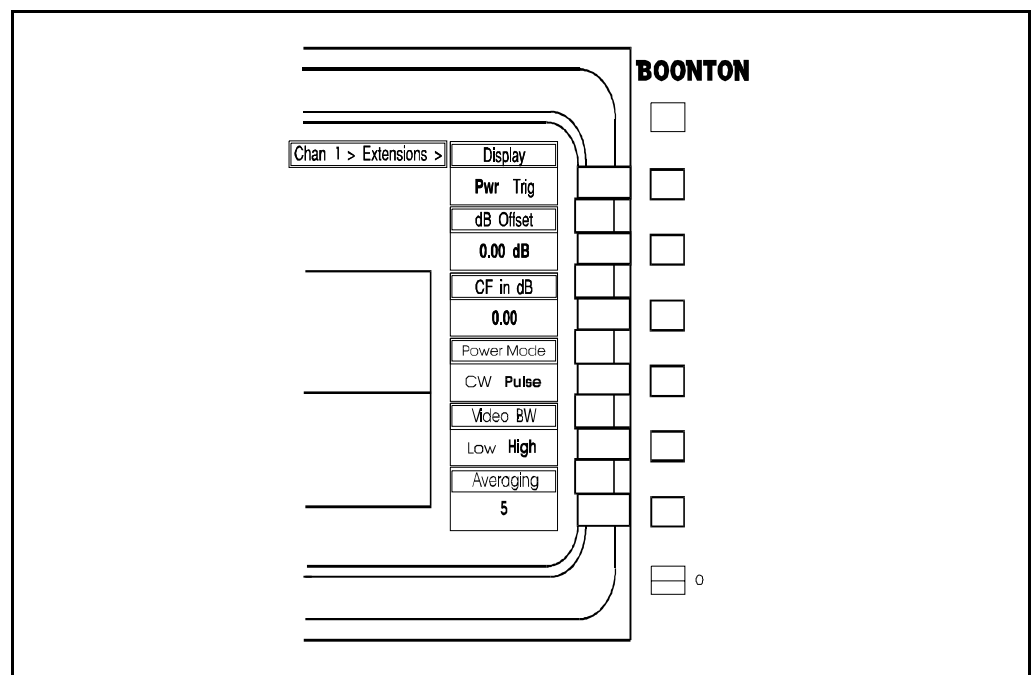 BOONTON
Chan 1 > Extensions >
Display
Pwr Trig
dB Offset
0.00 dB
CF in dB
0.00
Power Mode
CW Pulse
Video BW
Low High
Averaging
5
O